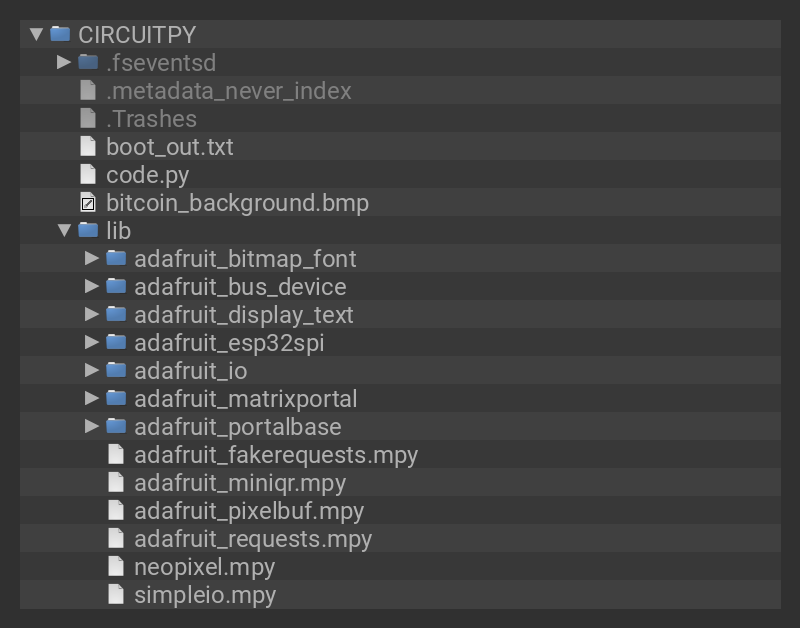 CIRCUITPY
.fseventsd
.metadata_never_index
.Trashes
boot_out.txt
code.py
bitcoin_background.bmp
lib
adafruit_bitmap_font
adafruit_bus_device
adafruit_display_text
adafruit_esp32spi
adafruit_io
adafruit_matrixportal
adafruit_portalbase
adafruit_fakerequests.mpy
adafruit_miniqr.mpy
adafruit_pixelbuf.mpy
adafruit_requests.mpy
neopixel.mpy
simpleio.mpy